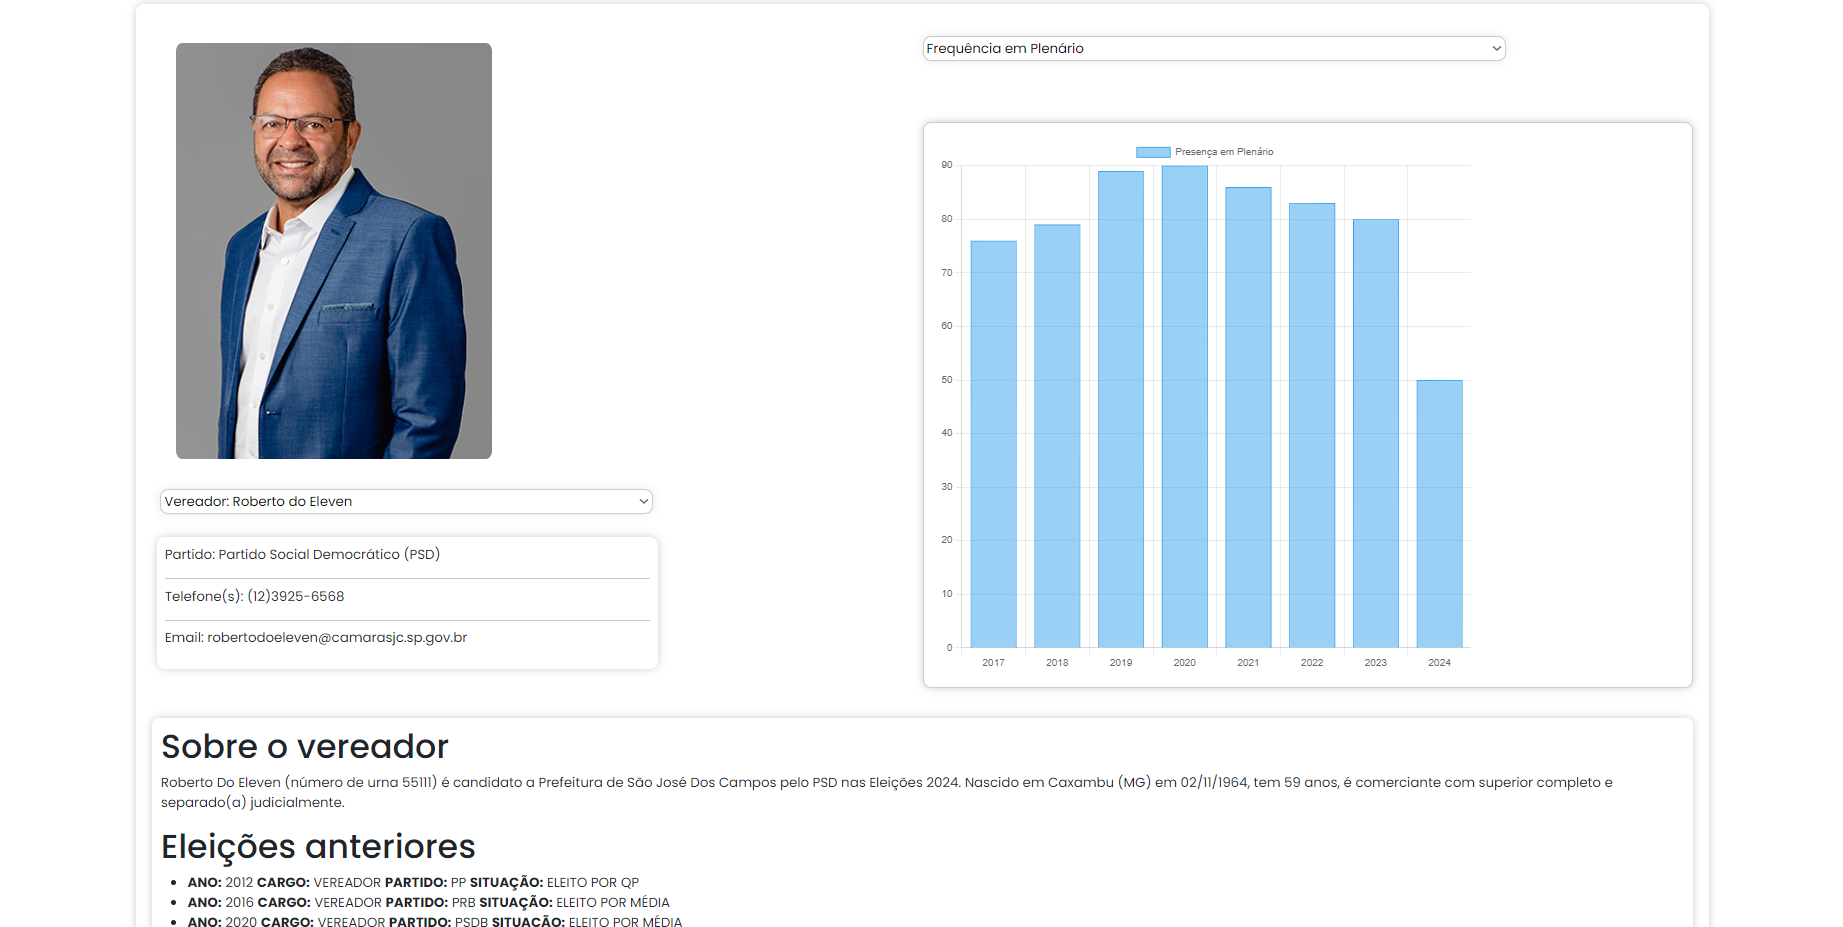 Frequência em Plenário
Presença em Plenário
90
80
70
60
50
40
30
20
10
0
2017 2018 2019 2020 2021 2022 2023 2024
Vereador: Roberto do Eleven
Partido: Partido Social Democrático (PSD)
Telefone(s): (12)3925-6568
Email: robertodoeleven@camarasjc.sp.gov.br
Sobre o vereador
Roberto Do Eleven (número de urna 55111) é candidato a Prefeitura de São José Dos Campos pelo PSD nas Eleições 2024. Nascido em Caxambu (MG) em 02/11/1964, tem 59 anos, é comerciante com superior completo e
separado(a) judicialmente.
Eleições anteriores
ANO: 2012 CARGO: VEREADOR PARTIDO: PP SITUAÇÃO: ELEITO POR QP
ANO: 2016 CARGO: VEREADOR PARTIDO: PRB SITUAÇÃO: ELEITO POR MÉDIA
ANO: 2020 CARGO: VEREADOR PARTIDO: PSDB SITUAÇÃO: ELEITO POR MÉDIA